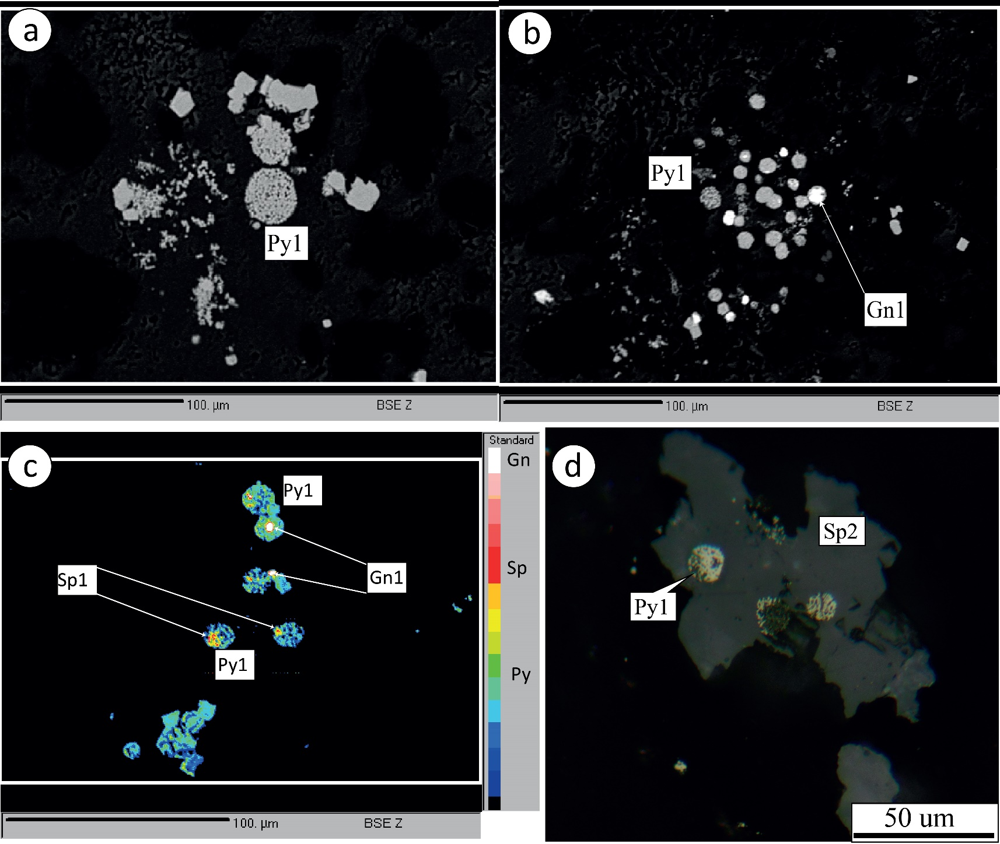 a
Py1
100. µm BSE Z
b
Py1
Gn1
100. µm BSE Z
c
Py1
Sp1
Gn1
Py1
Standard
Gn
Sp
Py
100. µm BSE Z
d
Sp2
Py1
50 um